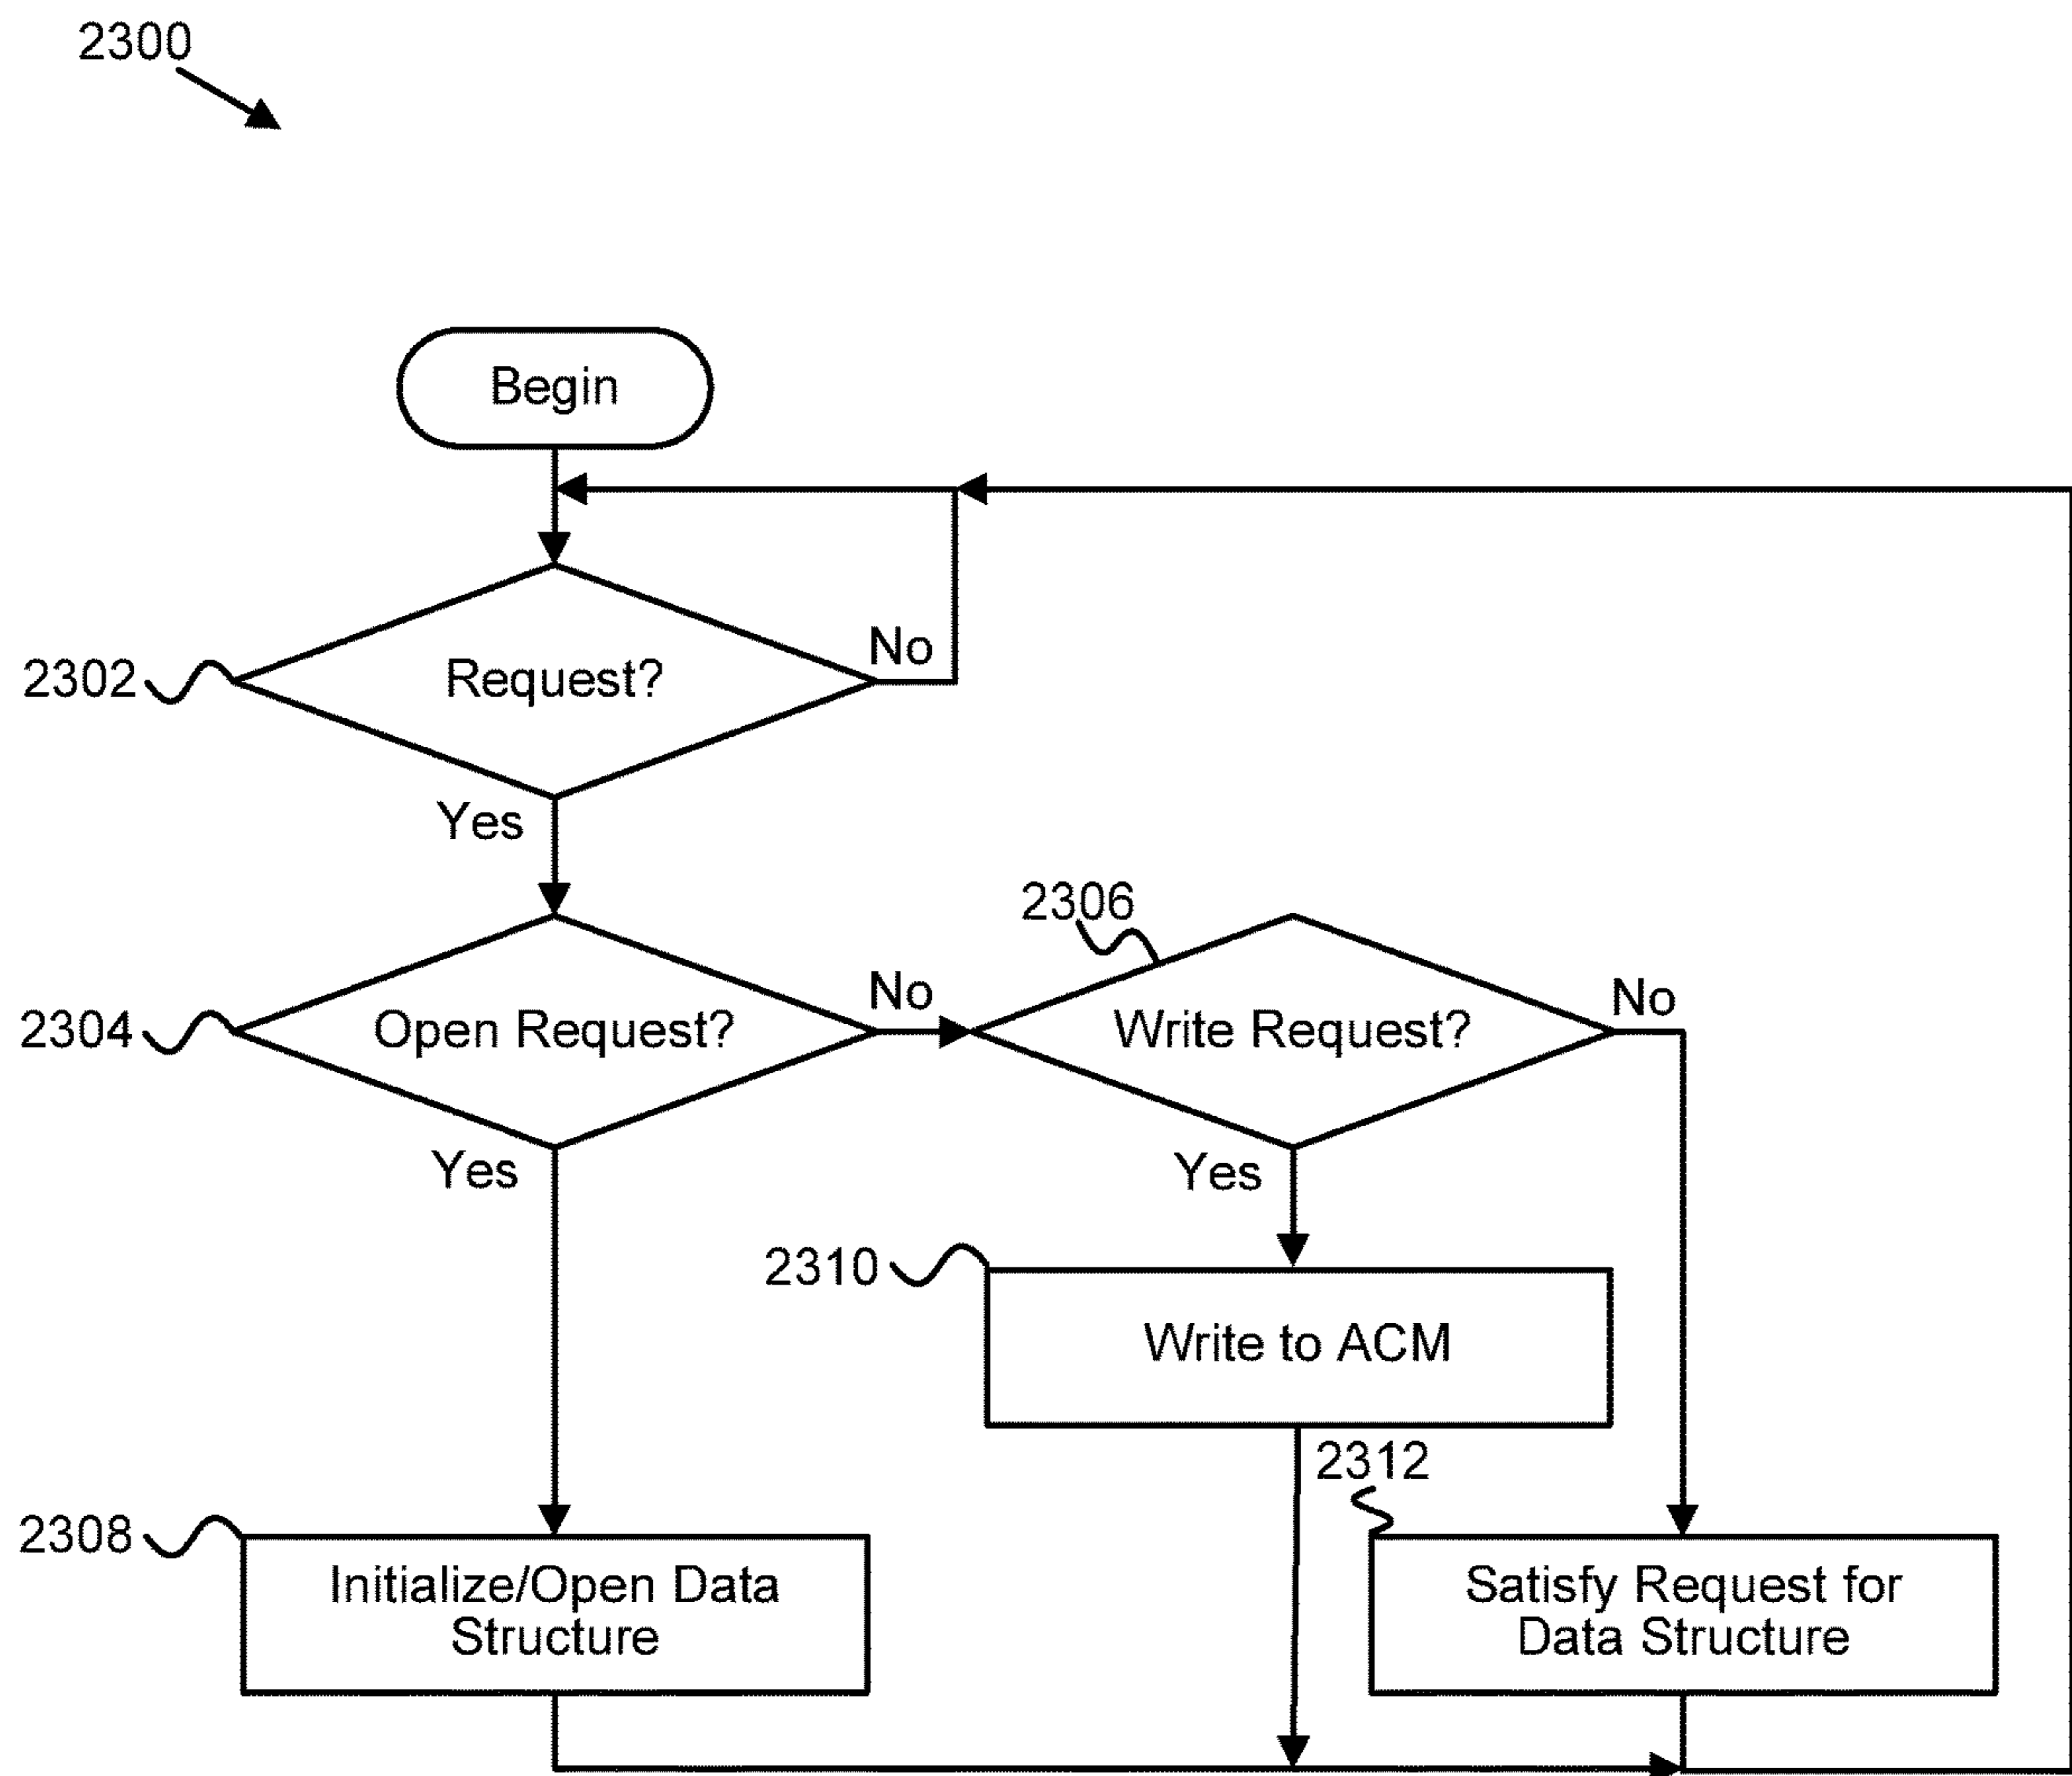 2300
Begin
2302
Request?
No
Yes
2304
Open Request?
No
2306
Write Request?
No
Yes
Yes
2310
Write to ACM
2312
2308
Initialize/Open Data
Structure
Satisfy Request for
Data Structure